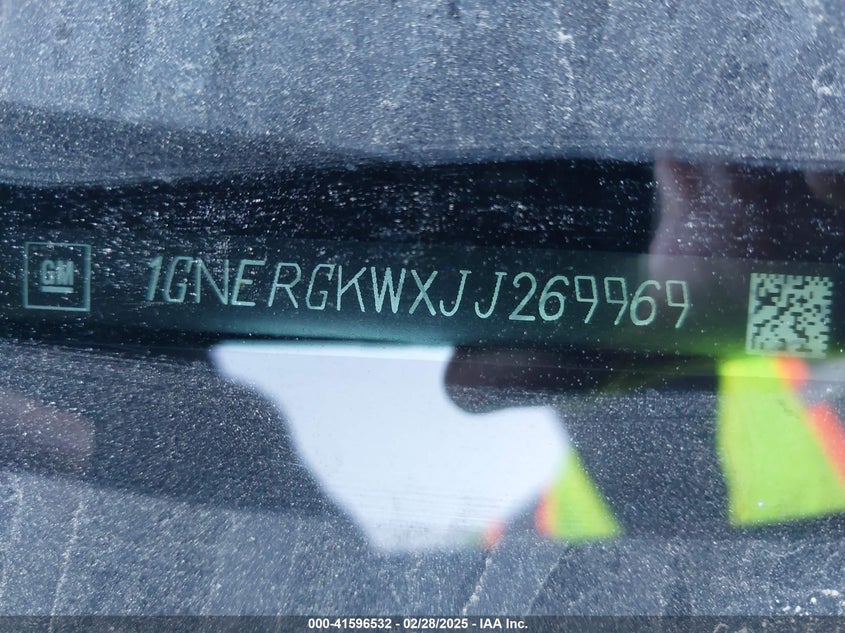 GM
1GNERGKWXJJ269969
000-41596532 - 02/28/2025 - IAA Inc.